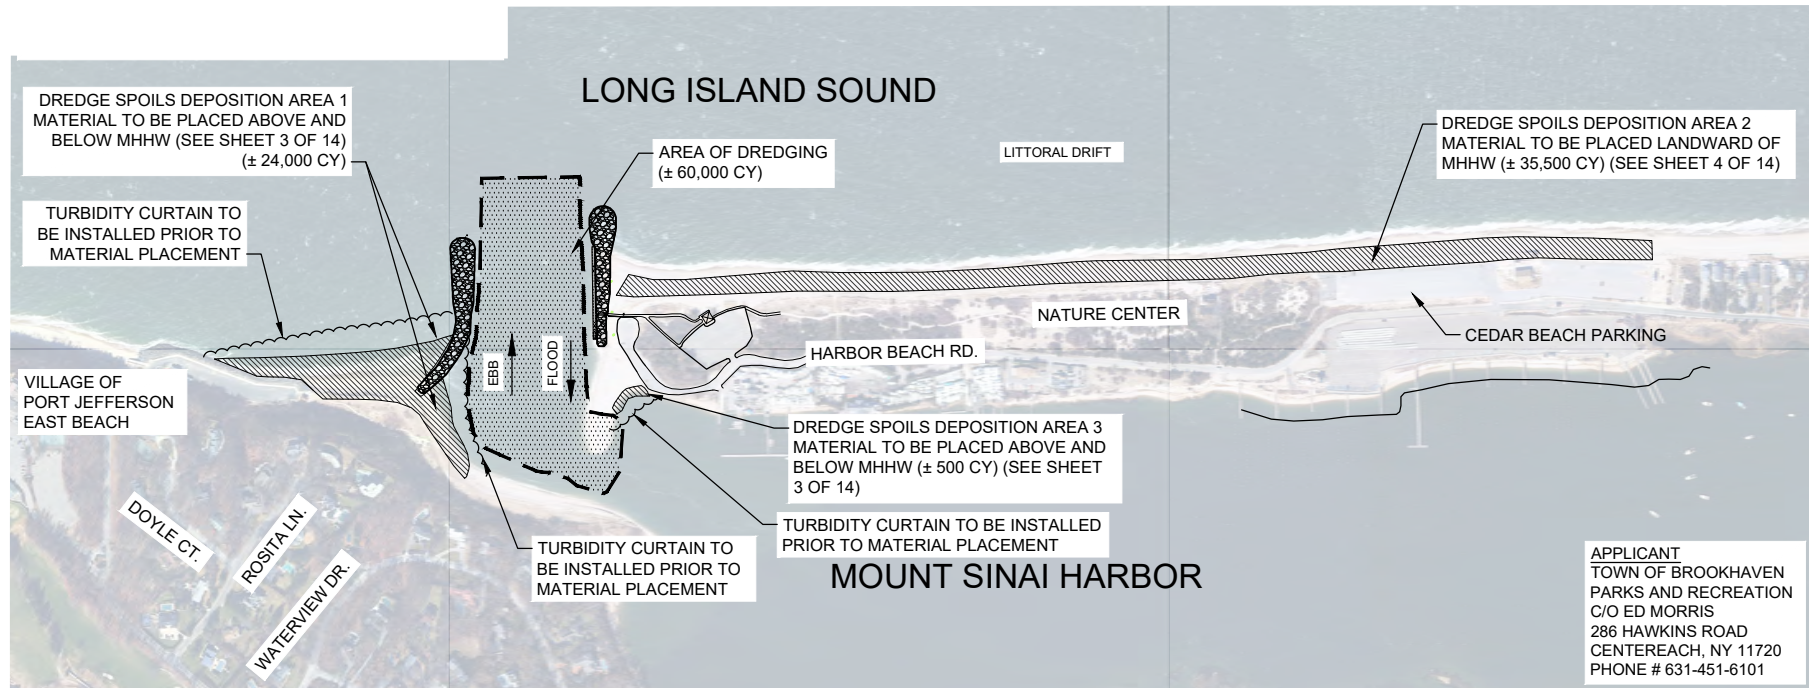 LONG ISLAND SOUND
DREDGE SPOILS DEPOSITION AREA 1
MATERIAL TO BE PLACED ABOVE AND
BELOW MHHW (SEE SHEET 3 OF 14)
(± 24,000 CY)
AREA OF DREDGING
(± 60,000 CY)
LITTORAL DRIFT
DREDGE SPOILS DEPOSITION AREA 2
MATERIAL TO BE PLACED LANDWARD OF
MHHW (± 35,500 CY) (SEE SHEET 4 OF 14)
TURBIDITY CURTAIN TO
BE INSTALLED PRIOR TO
MATERIAL PLACEMENT
NATURE CENTER
CEDAR BEACH PARKING
HARBOR BEACH RD.
EBB
FLOOD
VILLAGE OF
PORT JEFFERSON
EAST BEACH
DREDGE SPOILS DEPOSITION AREA 3
MATERIAL TO BE PLACED ABOVE AND
BELOW MHHW (± 500 CY) (SEE SHEET
3 OF 14)
TURBIDITY CURTAIN TO BE INSTALLED
PRIOR TO MATERIAL PLACEMENT
TURBIDITY CURTAIN TO
BE INSTALLED PRIOR TO
MATERIAL PLACEMENT
DOYLE CT.
ROSITA LN.
WATERVIEW DR.
MOUNT SINAI HARBOR
APPLICANT
TOWN OF BROOKHAVEN
PARKS AND RECREATION
C/O ED MORRIS
286 HAWKINS ROAD
CENTEREACH, NY 11720
PHONE # 631-451-6101